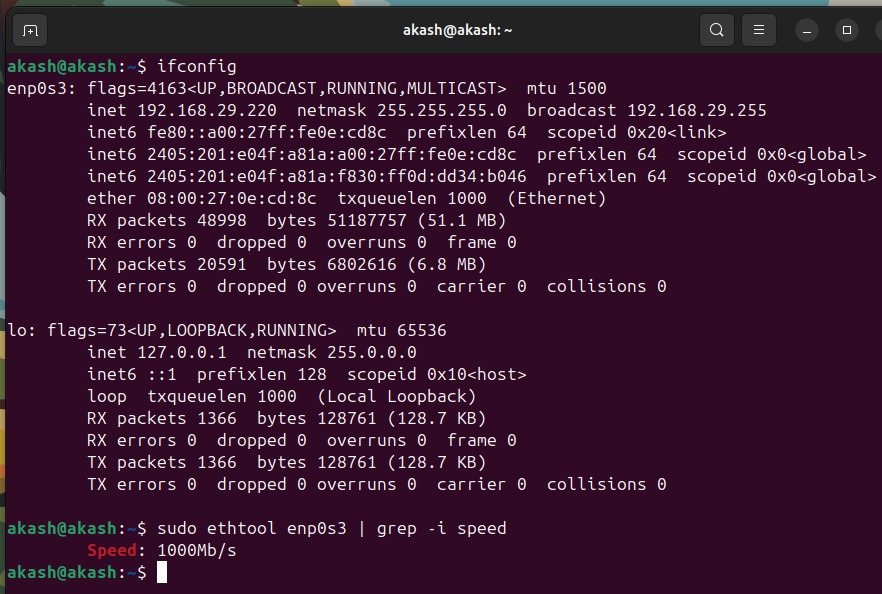 akash@akash: ~
akash@akash:~$ ifconfig
enp0s3: flags=4163<UP,BROADCAST,RUNNING,MULTICAST>  mtu 1500
        inet 192.168.29.220  netmask 255.255.255.0  broadcast 192.168.29.255
        inet6 fe80::a00:27ff:fe0e:cd8c  prefixlen 64  scopeid 0x20<link>
        inet6 2405:201:e04f:a81a:a00:27ff:fe0e:cd8c  prefixlen 64  scopeid 0x0<global>
        inet6 2405:201:e04f:a81a:f830:ff0d:dd34:b046  prefixlen 64  scopeid 0x0<global>
        ether 08:00:27:0e:cd:8c  txqueuelen 1000  (Ethernet)
        RX packets 48998  bytes 51187757 (51.1 MB)
        RX errors 0  dropped 0  overruns 0  frame 0
        TX packets 20591  bytes 6802616 (6.8 MB)
        TX errors 0  dropped 0 overruns 0  carrier 0  collisions 0
lo: flags=73<UP,LOOPBACK,RUNNING>  mtu 65536
        inet 127.0.0.1  netmask 255.0.0.0
        inet6 ::1  prefixlen 128  scopeid 0x10<host>
        loop  txqueuelen 1000  (Local Loopback)
        RX packets 1366  bytes 128761 (128.7 KB)
        RX errors 0  dropped 0  overruns 0  frame 0
        TX packets 1366  bytes 128761 (128.7 KB)
        TX errors 0  dropped 0 overruns 0  carrier 0  collisions 0
akash@akash:~$ sudo ethtool enp0s3 | grep -i speed
        Speed: 1000Mb/s
akash@akash:~$